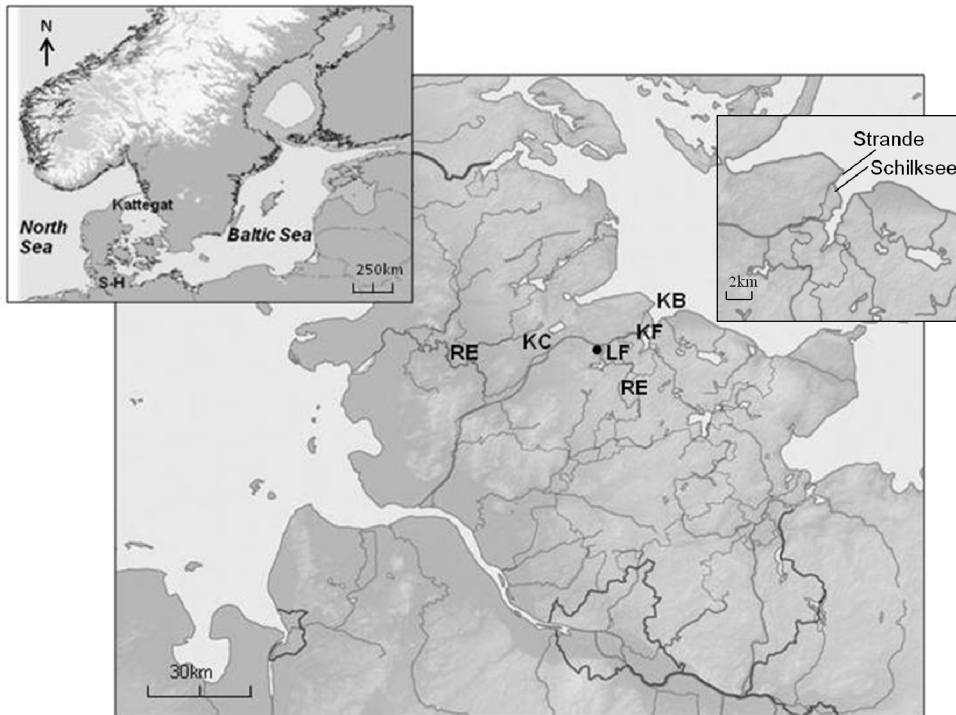 N
Kattegat
North
Sea
Baltic Sea
S-H
250km
Strande
Schilksee
2km
KB
KF
KC
RE
LF
RE
30km